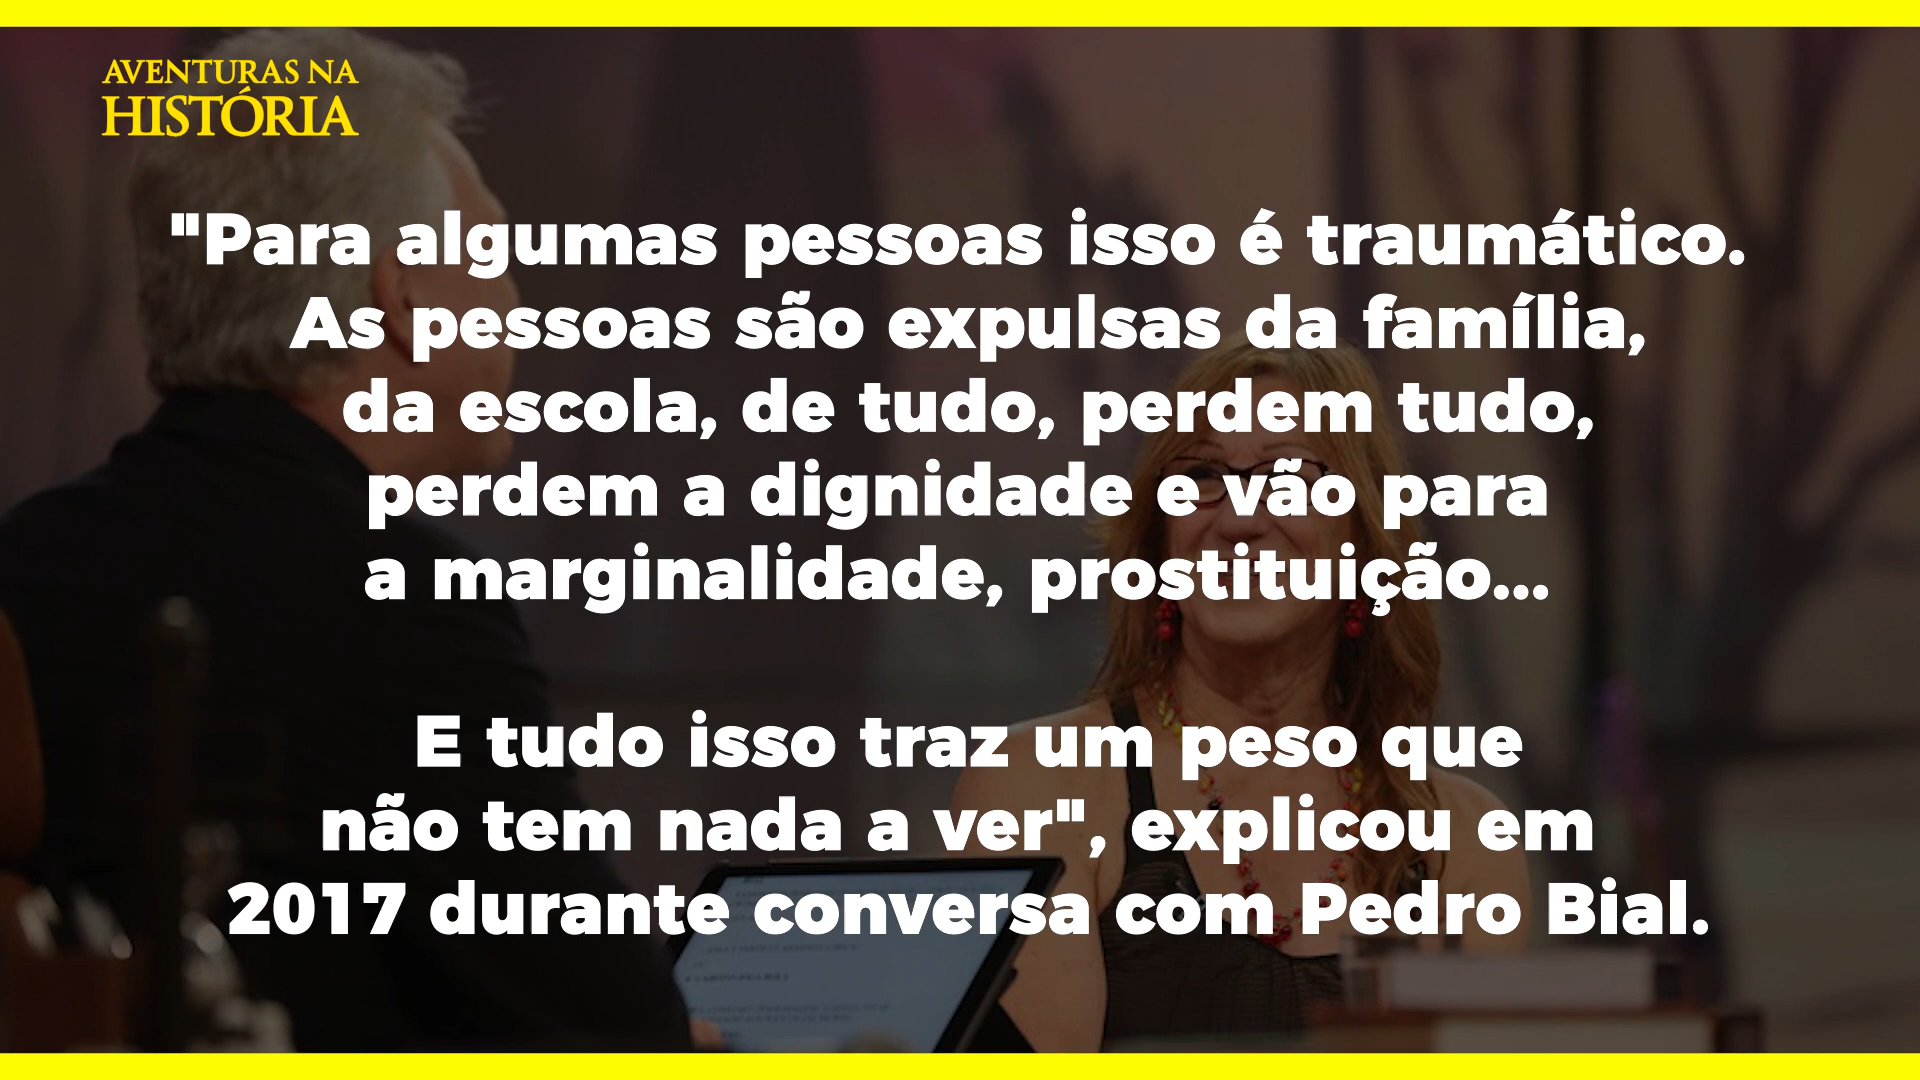 AVENTURAS NA
HISTÓRIA
"Para algumas pessoas isso é traumático.
As pessoas são expulsas da família,
da escola, de tudo, perdem tudo,
perdem a dignidade e vão para
a marginalidade, prostituição...
E tudo isso traz um peso que
não tem nada a ver", explicou em
2017 durante conversa com Pedro Bial.